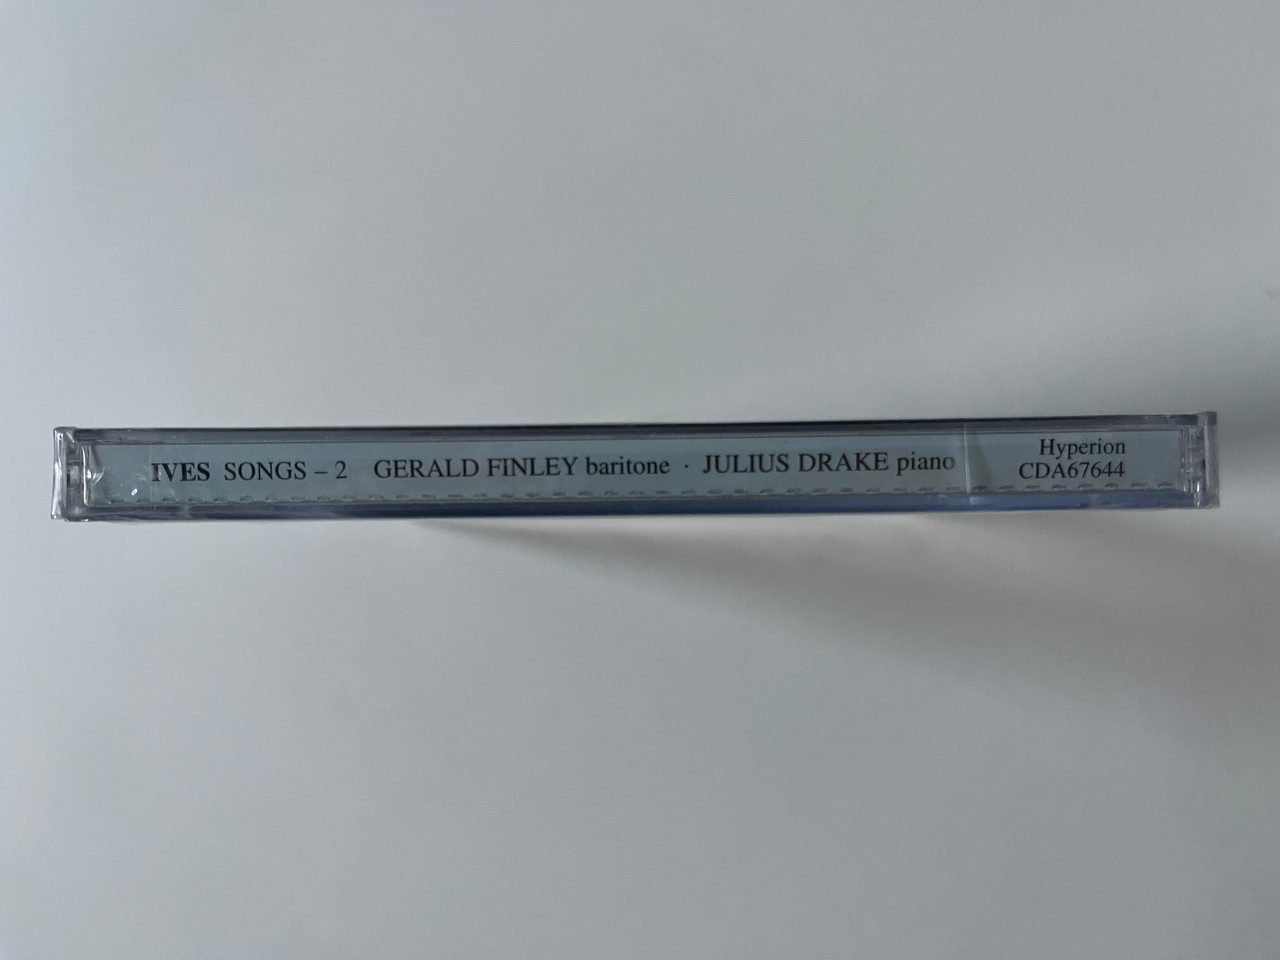 IVES SONGS – 2 GERALD FINLEY baritone · JULIUS DRAKE piano
Hyperion
CDA67644